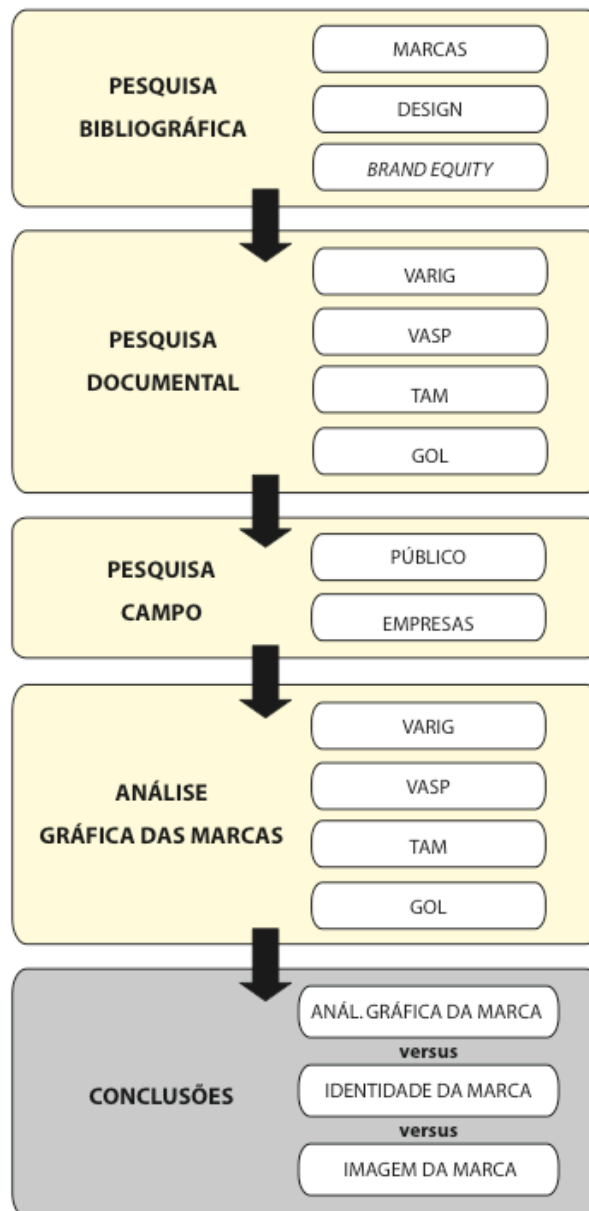 PESQUISA
BIBLIOGRÁFICA
MARCAS
DESIGN
BRAND EQUITY
PESQUISA
DOCUMENTAL
VARIG
VASP
TAM
GOL
PESQUISA
CAMPO
PÚBLICO
EMPRESAS
ANÁLISE
GRÁFICA DAS MARCAS
VARIG
VASP
TAM
GOL
CONCLUSÕES
ANÁL. GRÁFICA DA MARCA
versus
IDENTIDADE DA MARCA
versus
IMAGEM DA MARCA